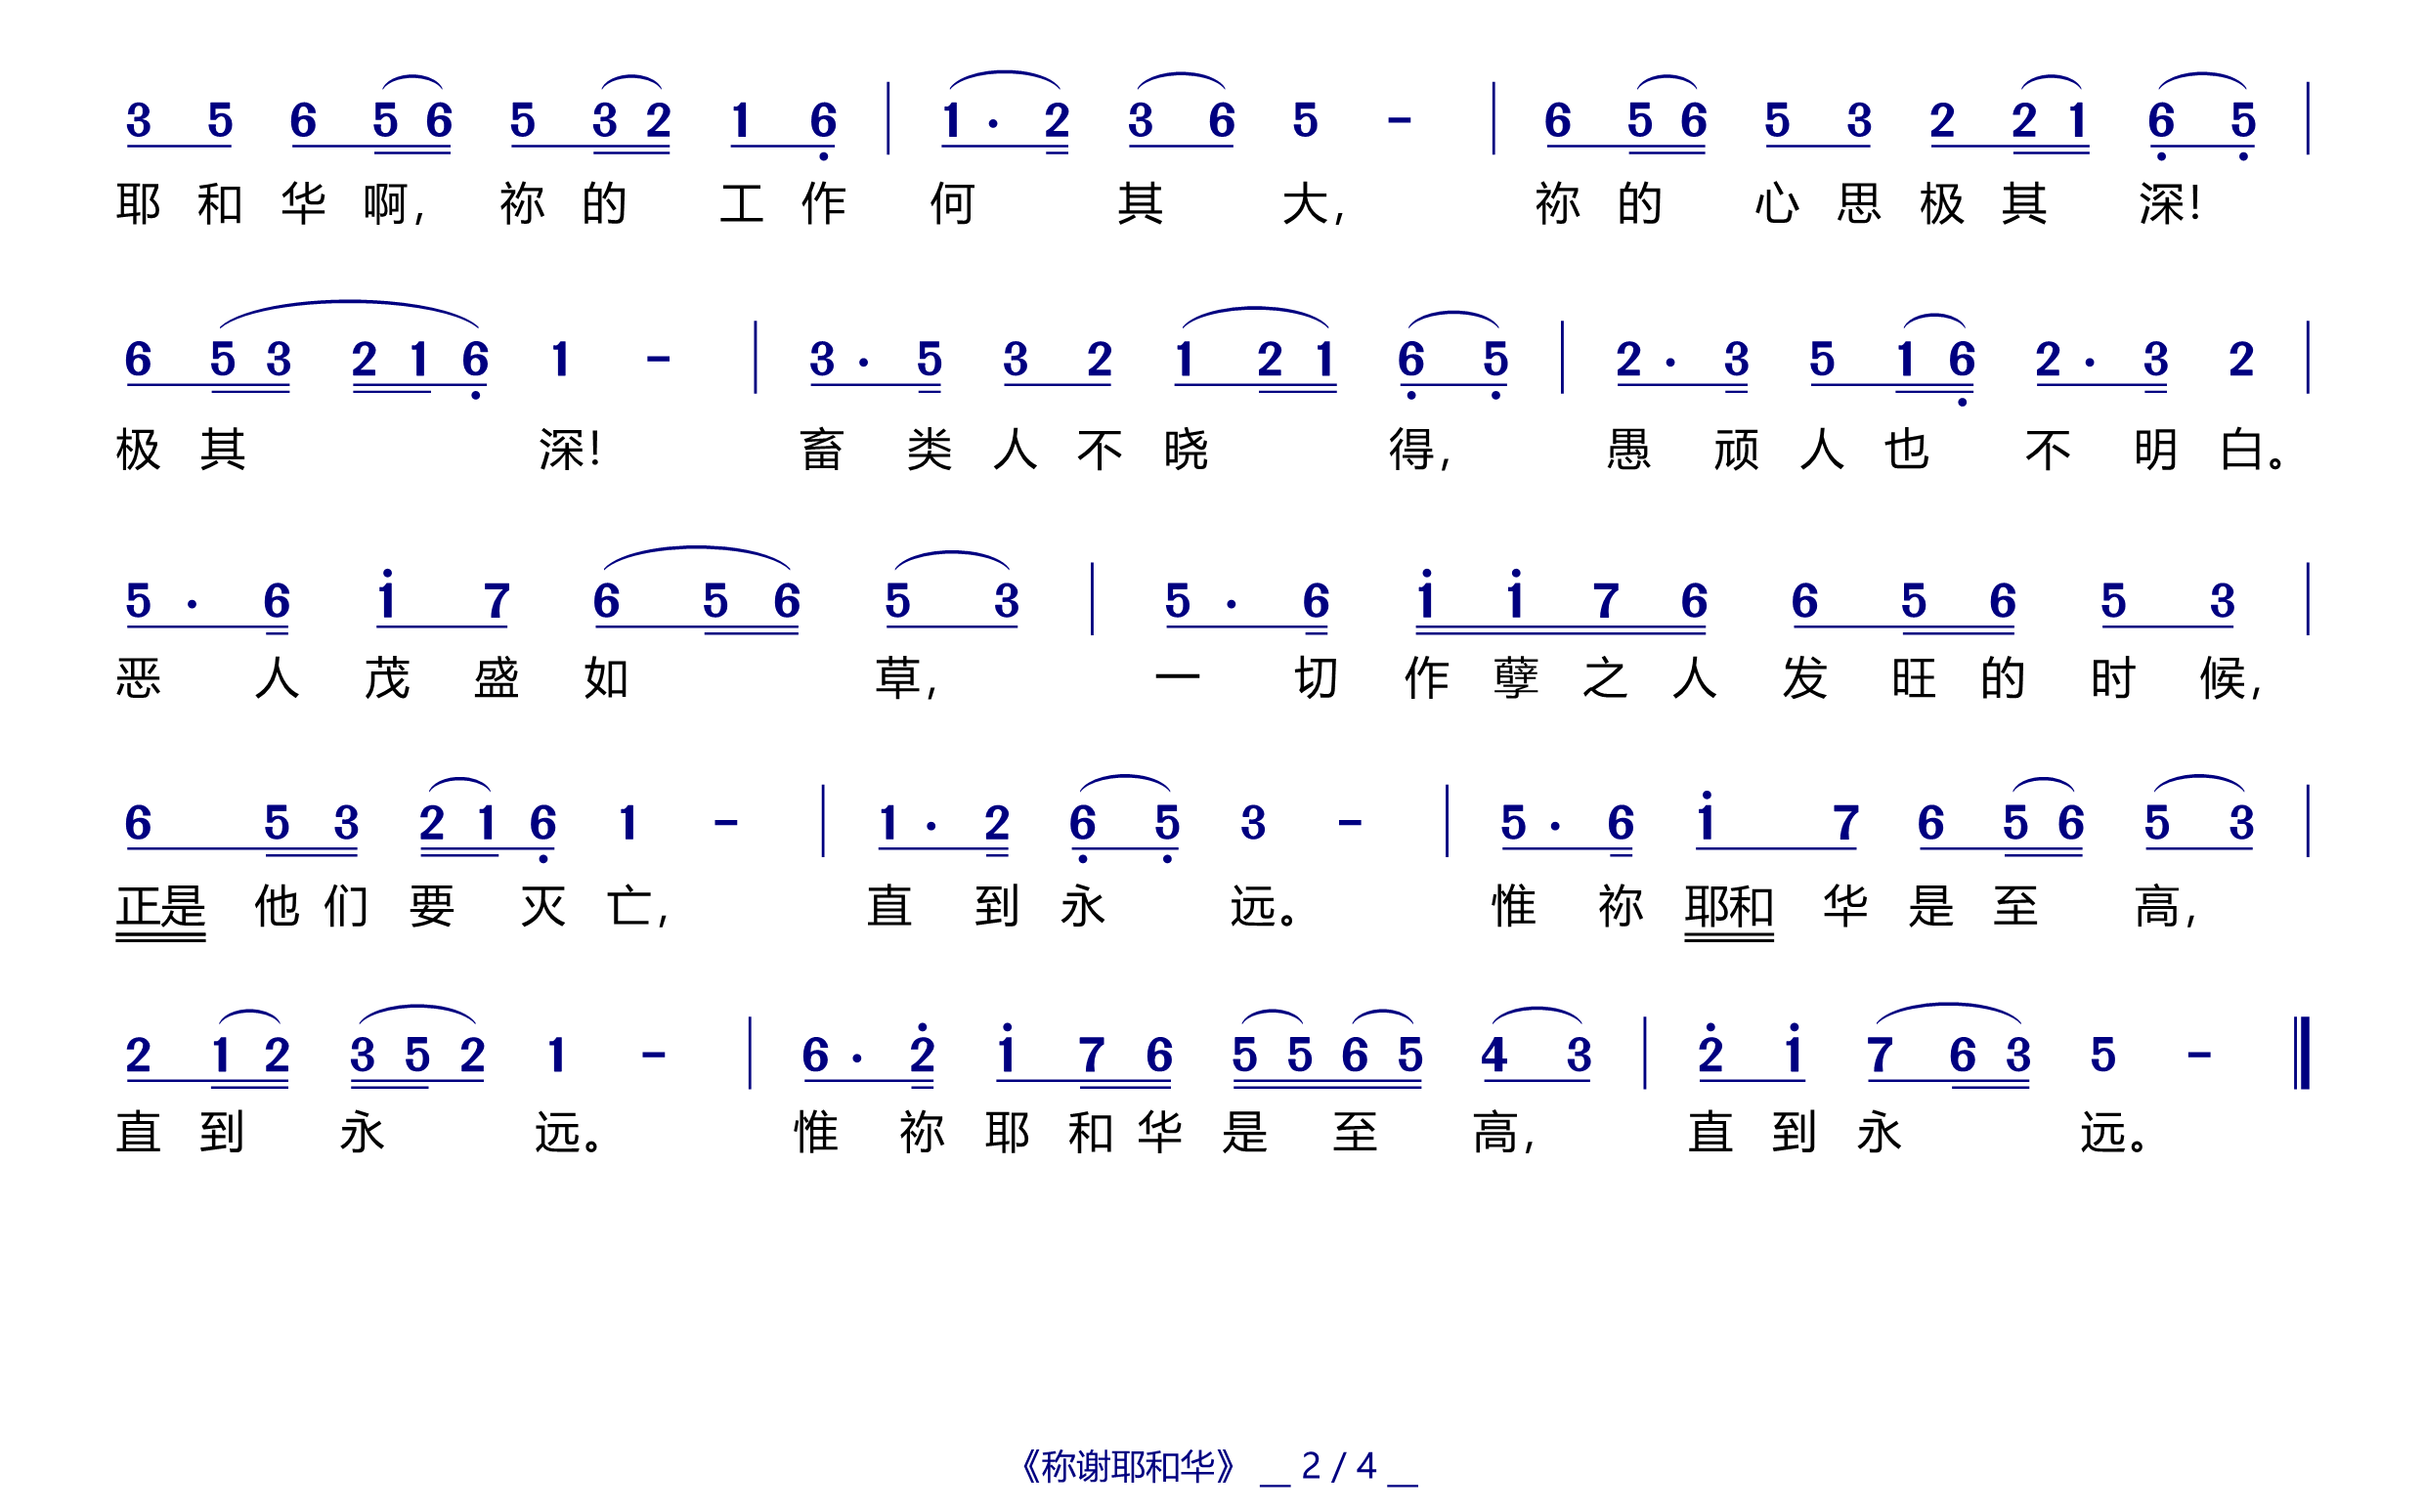 3 5 6 5 6 5 3 2 1 6̣ | 1 · 2 3 6 5 - | 6 5 6 5 3 2 2 1 6̣ 5̣ |
耶和华啊, 祢的工作何其大, 祢的心思极其深!
6 5 3 2 1 6̣ 1 - | 3 · 5 3 2 1 2 1 6̣ 5̣ | 2 · 3 5 1 6̣ 2 · 3 2 |
极其深! 畜类人不晓得, 愚顽人也不明白。
5 · 6 1̇ 7 6 5 6 5 3 | 5 · 6 1̇ 1̇ 7 6 6 5 6 5 3 |
恶人茂盛如草, 一切作孽之人发旺的时候,
6 5 3 2 1 6̣ 1 - | 1 · 2 6̣ 5̣ 3 - | 5 · 6 1̇ 7 6 5 6 5 3 |
正是他们要灭亡, 直到永远。 惟祢耶和华是至高,
2 1 2 3 5 2 1 - | 6 · 2̇ 1̇ 7 6 5 5 6 5 4 3 | 2̇ 1̇ 7 6 3 5 - ‖
直到永远。 惟祢耶和华是至高, 直到永远。
《称谢耶和华》 __ 2 / 4 __